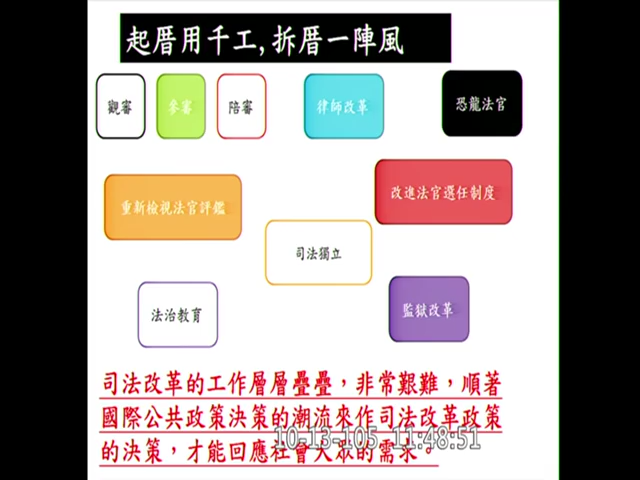 起厝用千工,拆厝一陣風
觀審
參審
陪審
律師改革
恐龍法官
重新檢視法官評鑑
改進法官選任制度
司法獨立
法治教育
監獄改革
司法改革的工作層層疊疊，非常艱難，順著
國際公共政策決策的潮流來作司法改革政策
的決策，才能回應社會大眾的需求。
10-13-105 11:48:51